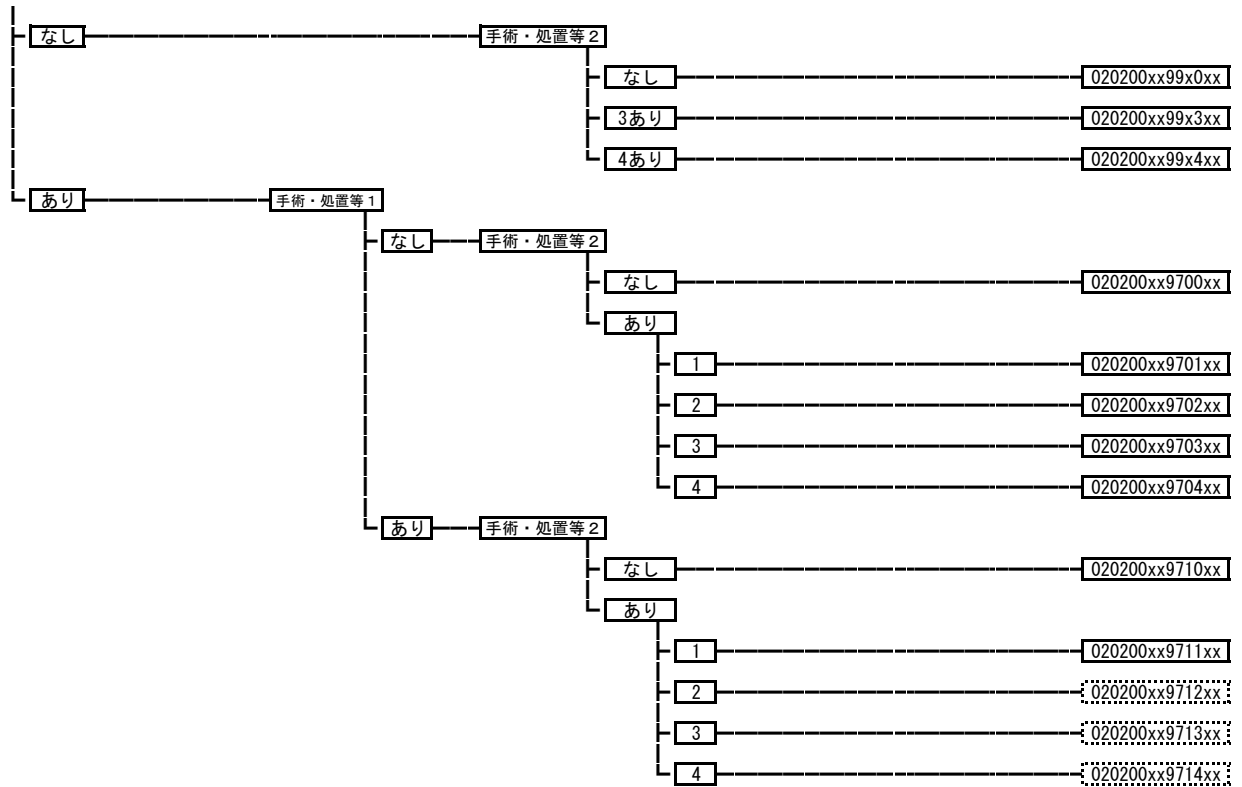 なし 手術・処置等２
なし 020200xx99x0xx
3あり 020200xx99x3xx
4あり 020200xx99x4xx
あり 手術・処置等１
なし 手術・処置等２
なし 020200xx9700xx
あり
1 020200xx9701xx
2 020200xx9702xx
3 020200xx9703xx
4 020200xx9704xx
あり 手術・処置等２
なし 020200xx9710xx
あり
1 020200xx9711xx
2 020200xx9712xx
3 020200xx9713xx
4 020200xx9714xx